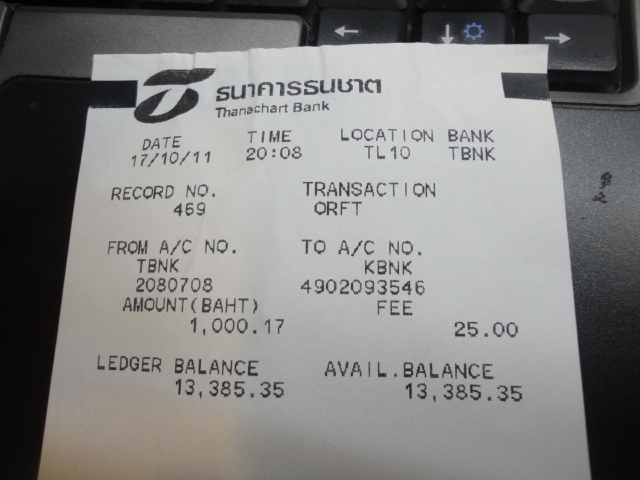 ธนาคารธนชาต
Thanachart Bank
DATE TIME LOCATION BANK
17/10/11 20:08 TL10 TBNK
RECORD NO. TRANSACTION
469 ORFT
FROM A/C NO. TO A/C NO.
TBNK KBNK
2080708 4902093546
AMOUNT(BAHT) FEE
1,000.17 25.00
LEDGER BALANCE AVAIL.BALANCE
13,385.35 13,385.35